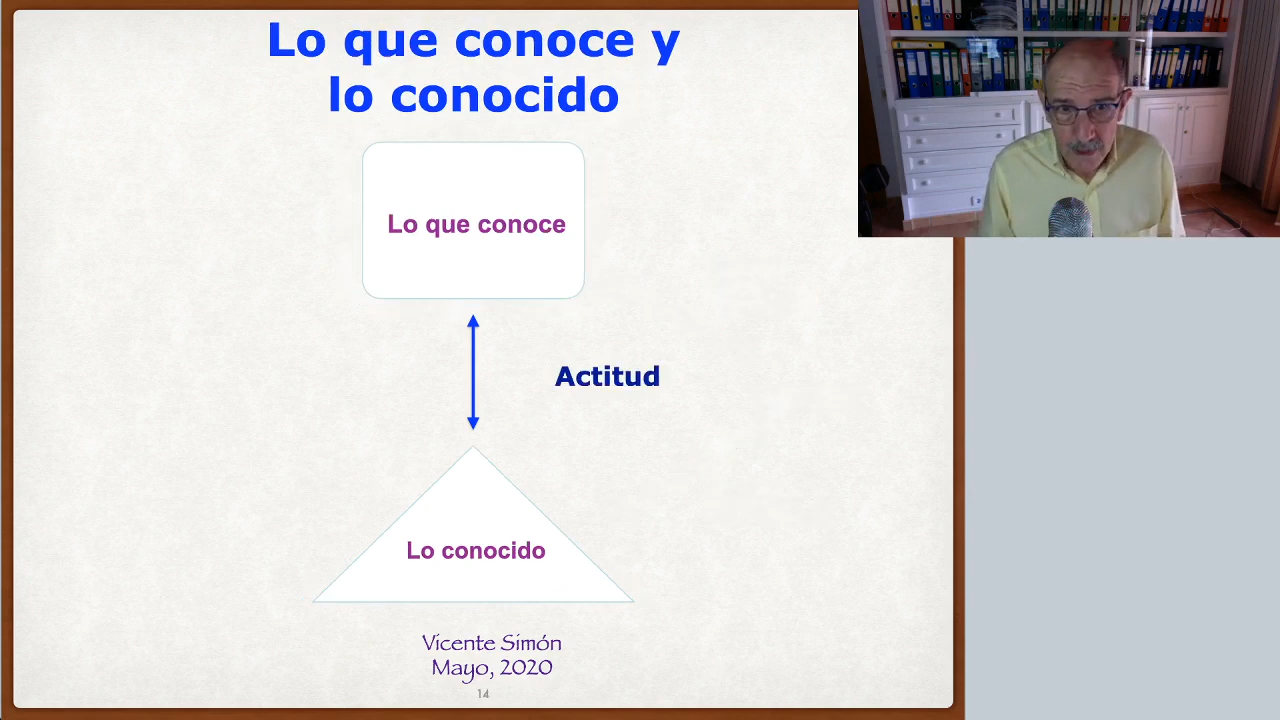 Lo que conoce y
lo conocido
Lo que conoce
Actitud
Lo conocido
Vicente Simón
Mayo, 2020
14